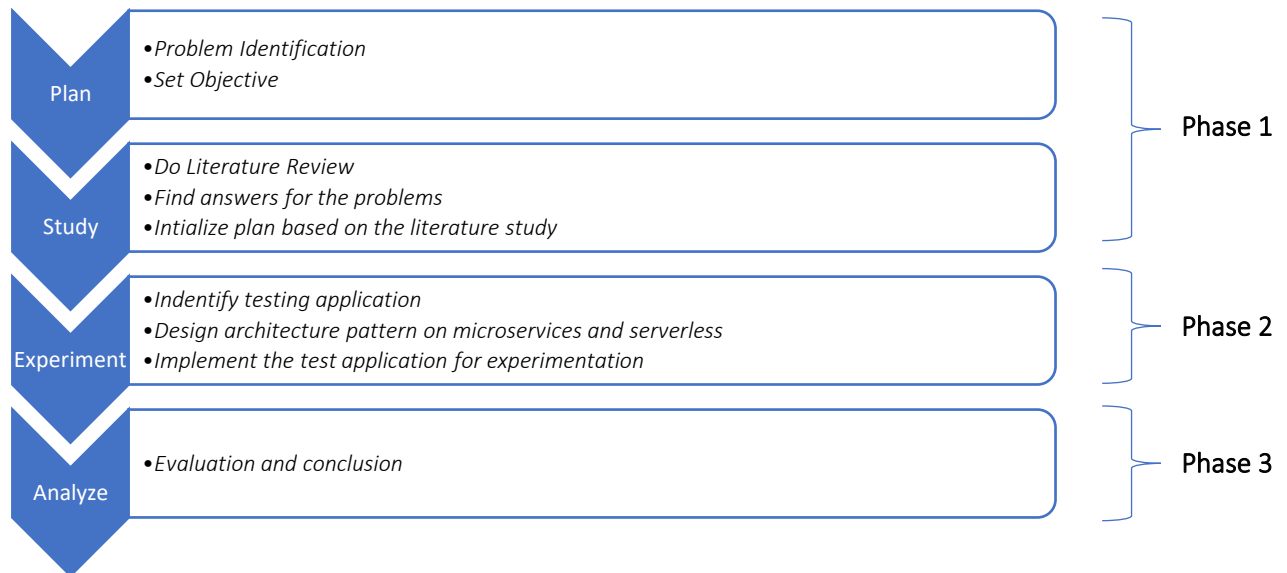 Plan
•Problem Identification
•Set Objective
Phase 1
Study
•Do Literature Review
•Find answers for the problems
•Intialize plan based on the literature study
Experiment
•Indentify testing application
•Design architecture pattern on microservices and serverless
•Implement the test application for experimentation
Phase 2
Analyze
•Evaluation and conclusion
Phase 3